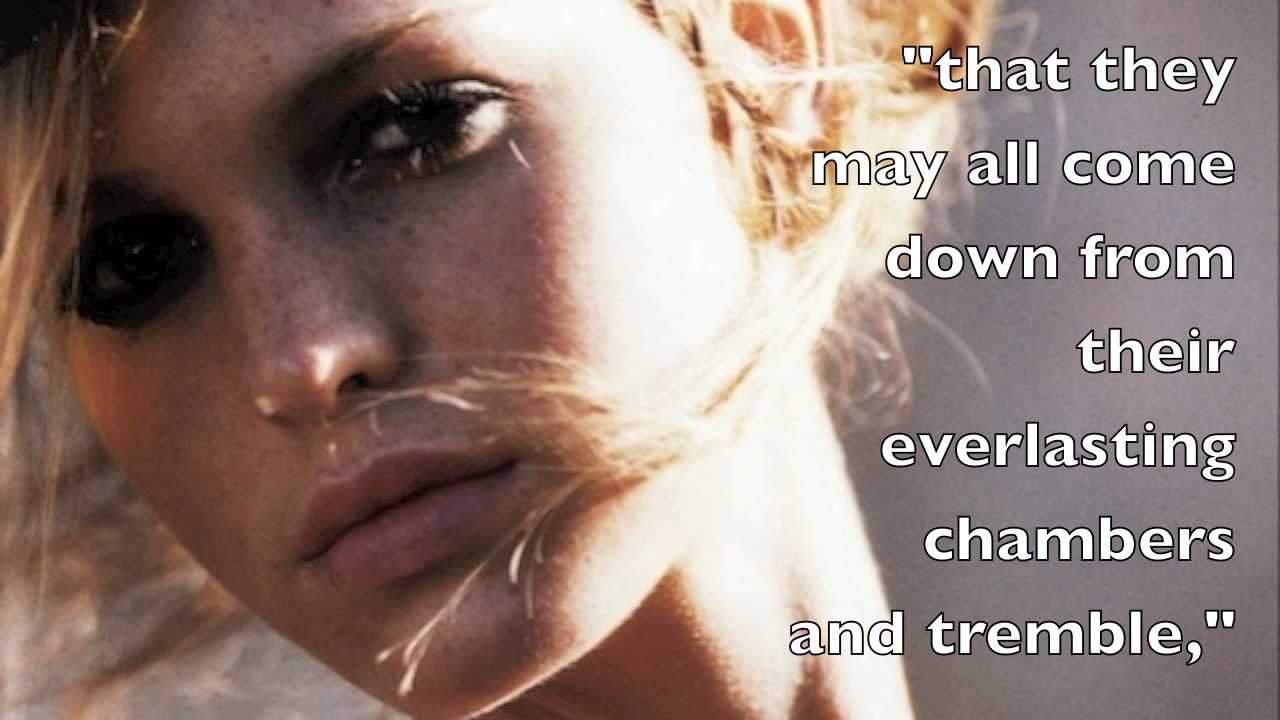 "that they
may all come
down from
their
everlasting
chambers
and tremble,"